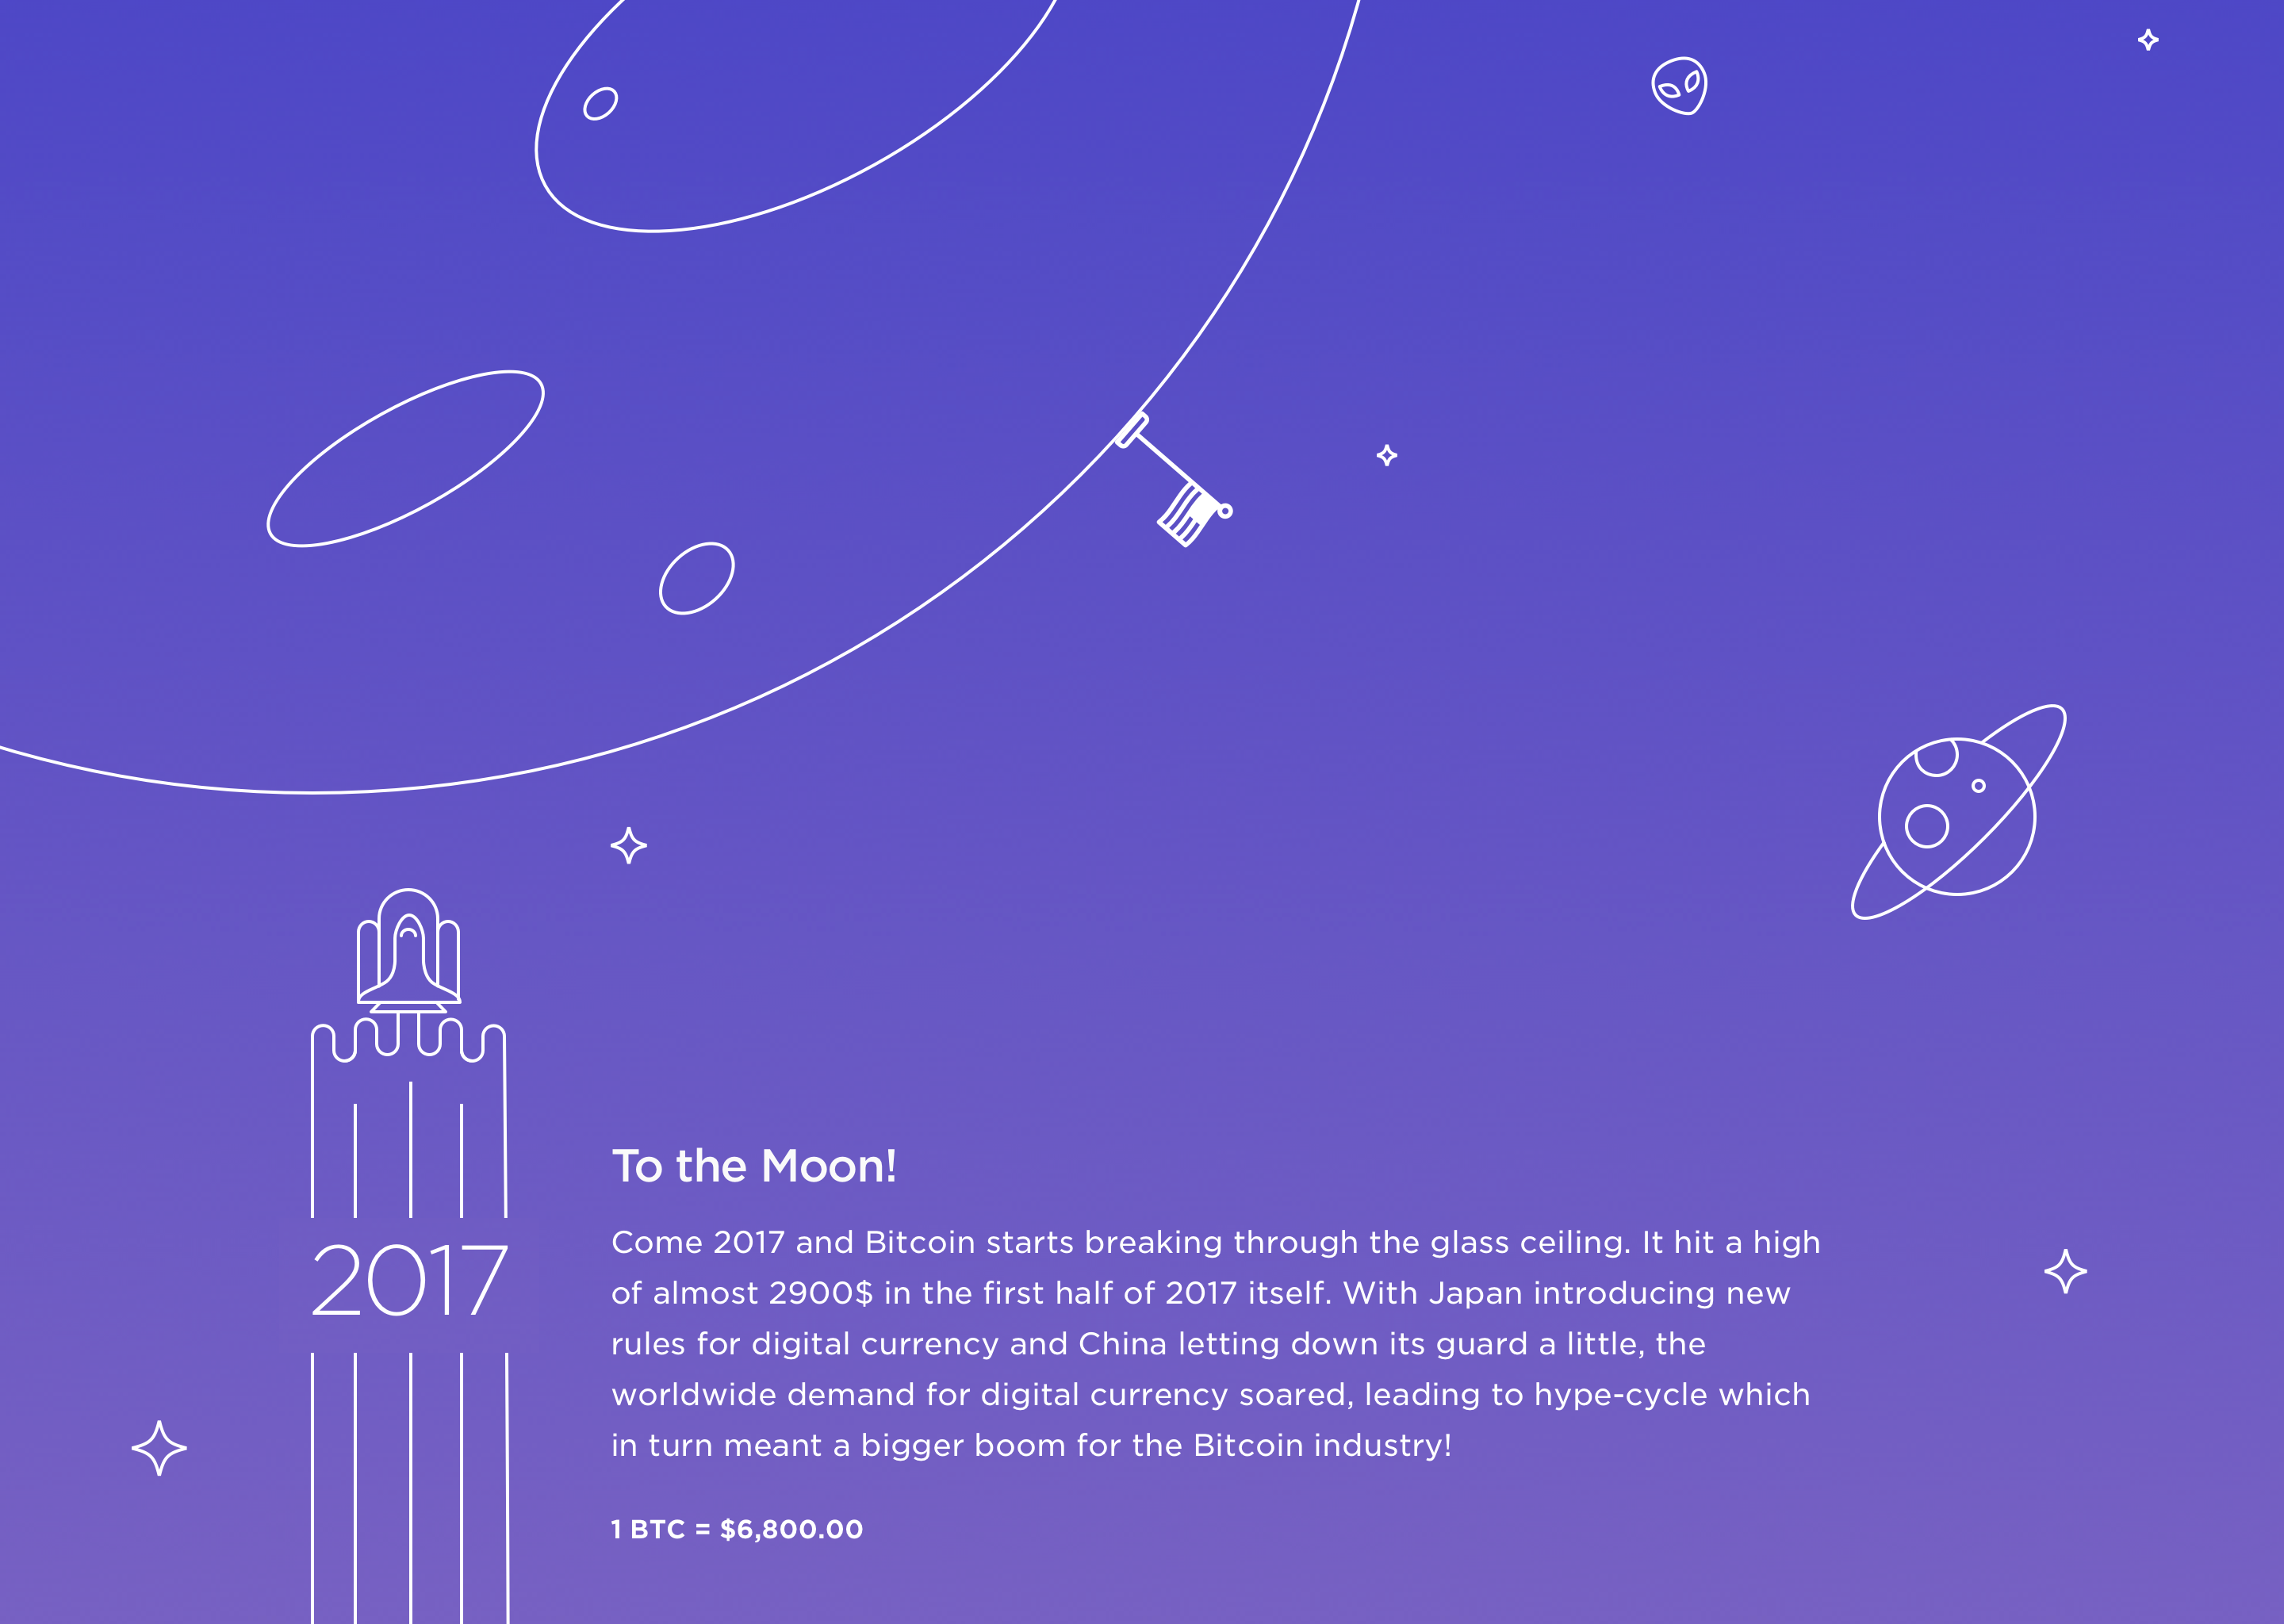 To the Moon!
2017
Come 2017 and Bitcoin starts breaking through the glass ceiling. It hit a high
of almost 2900$ in the first half of 2017 itself. With Japan introducing new
rules for digital currency and China letting down its guard a little, the
worldwide demand for digital currency soared, leading to hype-cycle which
in turn meant a bigger boom for the Bitcoin industry!
1 BTC = $6,800.00